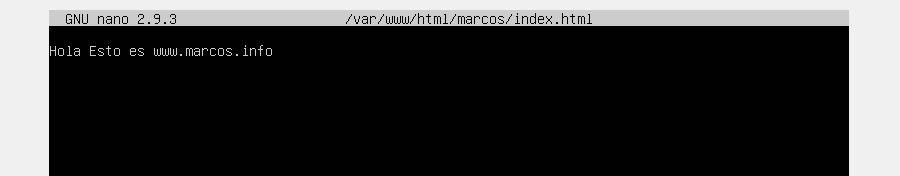 GNU nano 2.9.3 /var/www/html/marcos/index.html
Hola Esto es www.marcos.info